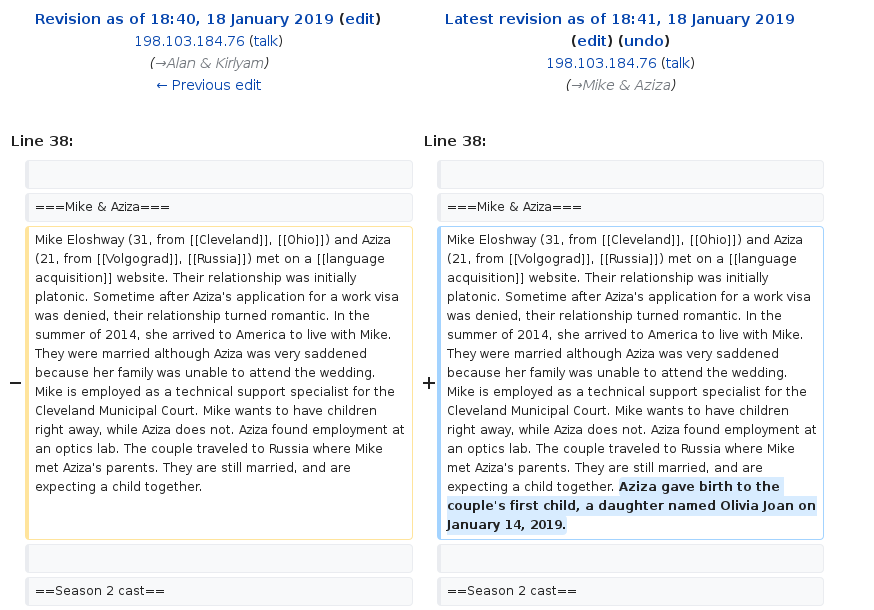 Revision as of 18:40, 18 January 2019 (edit)
198.103.184.76 (talk)
(→Alan & Kirlyam)
← Previous edit
Latest revision as of 18:41, 18 January 2019
(edit) (undo)
198.103.184.76 (talk)
(→Mike & Aziza)
Line 38:
Line 38:
===Mike & Aziza===
===Mike & Aziza===
−
Mike Eloshway (31, from [[Cleveland]], [[Ohio]]) and Aziza
(21, from [[Volgograd]], [[Russia]]) met on a [[language
acquisition]] website. Their relationship was initially
platonic. Sometime after Aziza's application for a work visa
was denied, their relationship turned romantic. In the
summer of 2014, she arrived to America to live with Mike.
They were married although Aziza was very saddened
because her family was unable to attend the wedding.
Mike is employed as a technical support specialist for the
Cleveland Municipal Court. Mike wants to have children
right away, while Aziza does not. Aziza found employment at
an optics lab. The couple traveled to Russia where Mike
met Aziza's parents. They are still married, and are
expecting a child together.
+
Mike Eloshway (31, from [[Cleveland]], [[Ohio]]) and Aziza
(21, from [[Volgograd]], [[Russia]]) met on a [[language
acquisition]] website. Their relationship was initially
platonic. Sometime after Aziza's application for a work visa
was denied, their relationship turned romantic. In the
summer of 2014, she arrived to America to live with Mike.
They were married although Aziza was very saddened
because her family was unable to attend the wedding.
Mike is employed as a technical support specialist for the
Cleveland Municipal Court. Mike wants to have children
right away, while Aziza does not. Aziza found employment at
an optics lab. The couple traveled to Russia where Mike
met Aziza's parents. They are still married, and are
expecting a child together. Aziza gave birth to the
couple's first child, a daughter named Olivia Joan on
January 14, 2019.
==Season 2 cast==
==Season 2 cast==